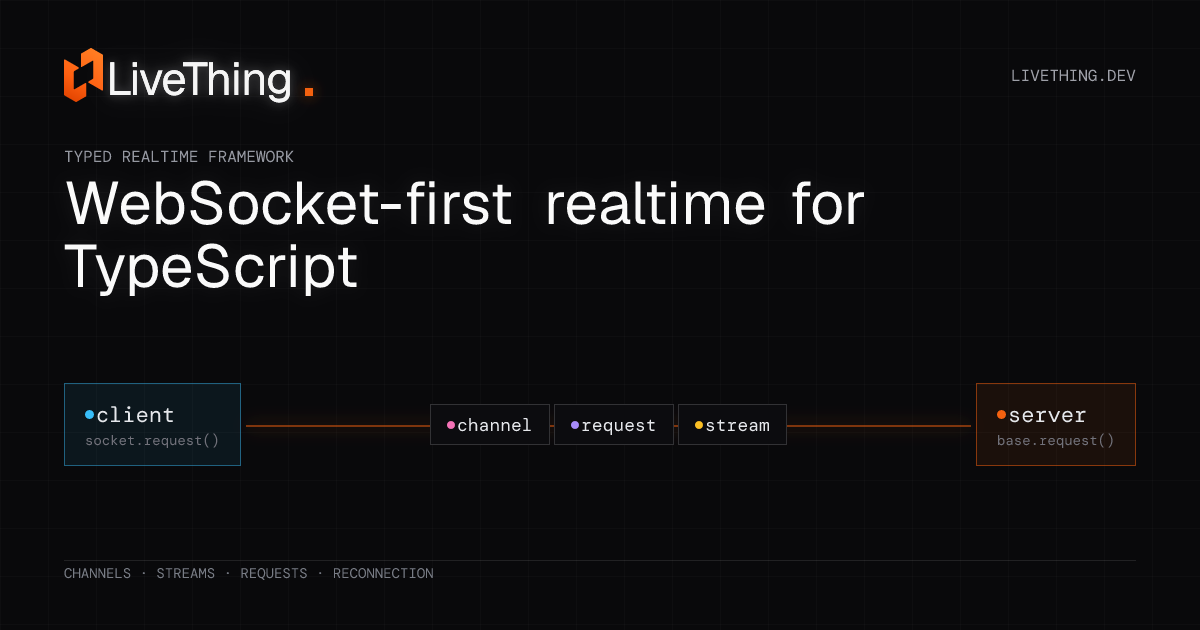 LiveThing.
LIVETHING.DEV
TYPED REALTIME FRAMEWORK
WebSocket-first realtime for
TypeScript
client
socket.request()
channel
request
stream
server
base.request()
CHANNELS · STREAMS · REQUESTS · RECONNECTION